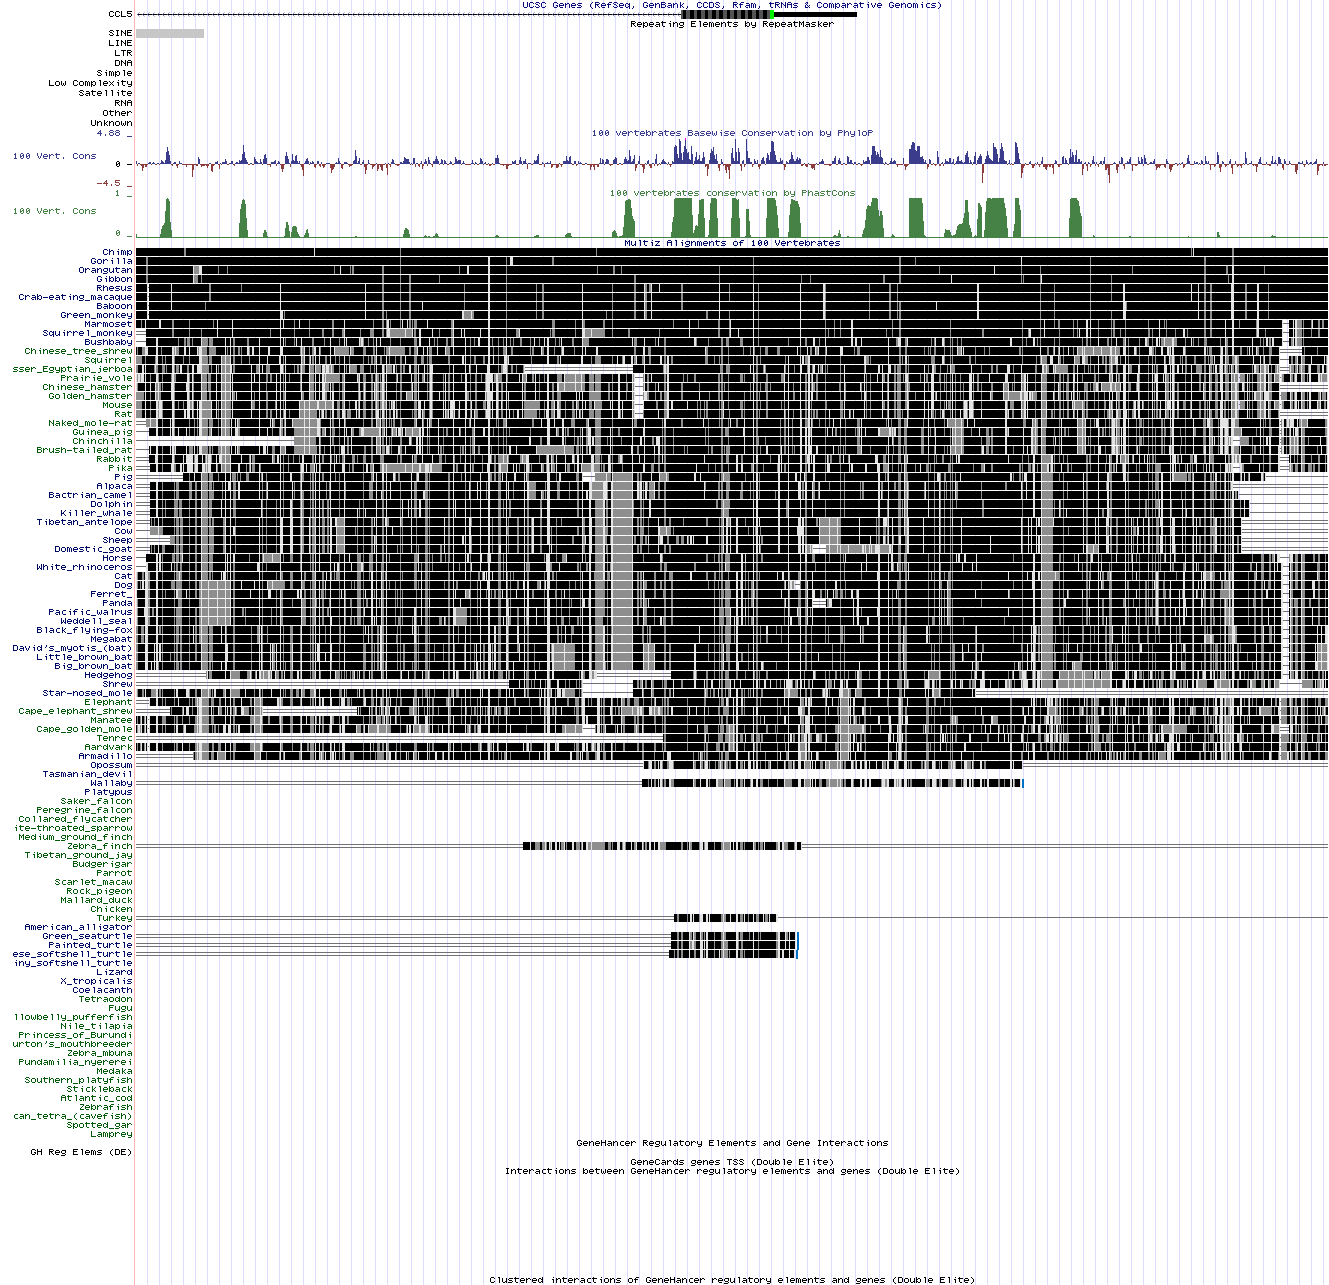 UCSC Genes (RefSeq, GenBank, CCDS, Rfam, tRNAs & Comparative Genomics)
CCL5
Repeating Elements by RepeatMasker
SINE
LINE
LTR
DNA
Simple
Low Complexity
Satellite
RNA
Other
Unknown
4.88 _
100 vertebrates Basewise Conservation by PhyloP
100 Vert. Cons
0 -
-4.5 _
1 _
100 vertebrates conservation by PhastCons
100 Vert. Cons
0 _
Multiz Alignments of 100 Vertebrates
Chimp
Gorilla
Orangutan
Gibbon
Rhesus
Crab-eating_macaque
Baboon
Green_monkey
Marmoset
Squirrel_monkey
Bushbaby
Chinese_tree_shrew
Squirrel
sser_Egyptian_jerboa
Prairie_vole
Chinese_hamster
Golden_hamster
Mouse
Rat
Naked_mole-rat
Guinea_pig
Chinchilla
Brush-tailed_rat
Rabbit
Pika
Pig
Alpaca
Bactrian_camel
Dolphin
Killer_whale
Tibetan_antelope
Cow
Sheep
Domestic_goat
Horse
White_rhinoceros
Cat
Dog
Ferret_
Panda
Pacific_walrus
Weddell_seal
Black_flying-fox
Megabat
David's_myotis_(bat)
Little_brown_bat
Big_brown_bat
Hedgehog
Shrew
Star-nosed_mole
Elephant
Cape_elephant_shrew
Manatee
Cape_golden_mole
Tenrec
Aardvark
Armadillo
Opossum
Tasmanian_devil
Wallaby
Platypus
Saker_falcon
Peregrine_falcon
Collared_flycatcher
ite-throated_sparrow
Medium_ground_finch
Zebra_finch
Tibetan_ground_jay
Budgerigar
Parrot
Scarlet_macaw
Rock_pigeon
Mallard_duck
Chicken
Turkey
American_alligator
Green_seaturtle
Painted_turtle
ese_softshell_turtle
iny_softshell_turtle
Lizard
X_tropicalis
Coelacanth
Tetraodon
Fugu
llowbelly_pufferfish
Nile_tilapia
Princess_of_Burundi
urton's_mouthbreeder
Zebra_mbuna
Pundamilia_nyererei
Medaka
Southern_platyfish
Stickleback
Atlantic_cod
Zebrafish
can_tetra_(cavefish)
Spotted_gar
Lamprey
GeneHancer Regulatory Elements and Gene Interactions
GH Reg Elems (DE)
GeneCards genes TSS (Double Elite)
Interactions between GeneHancer regulatory elements and genes (Double Elite)
Clustered interactions of GeneHancer regulatory elements and genes (Double Elite)